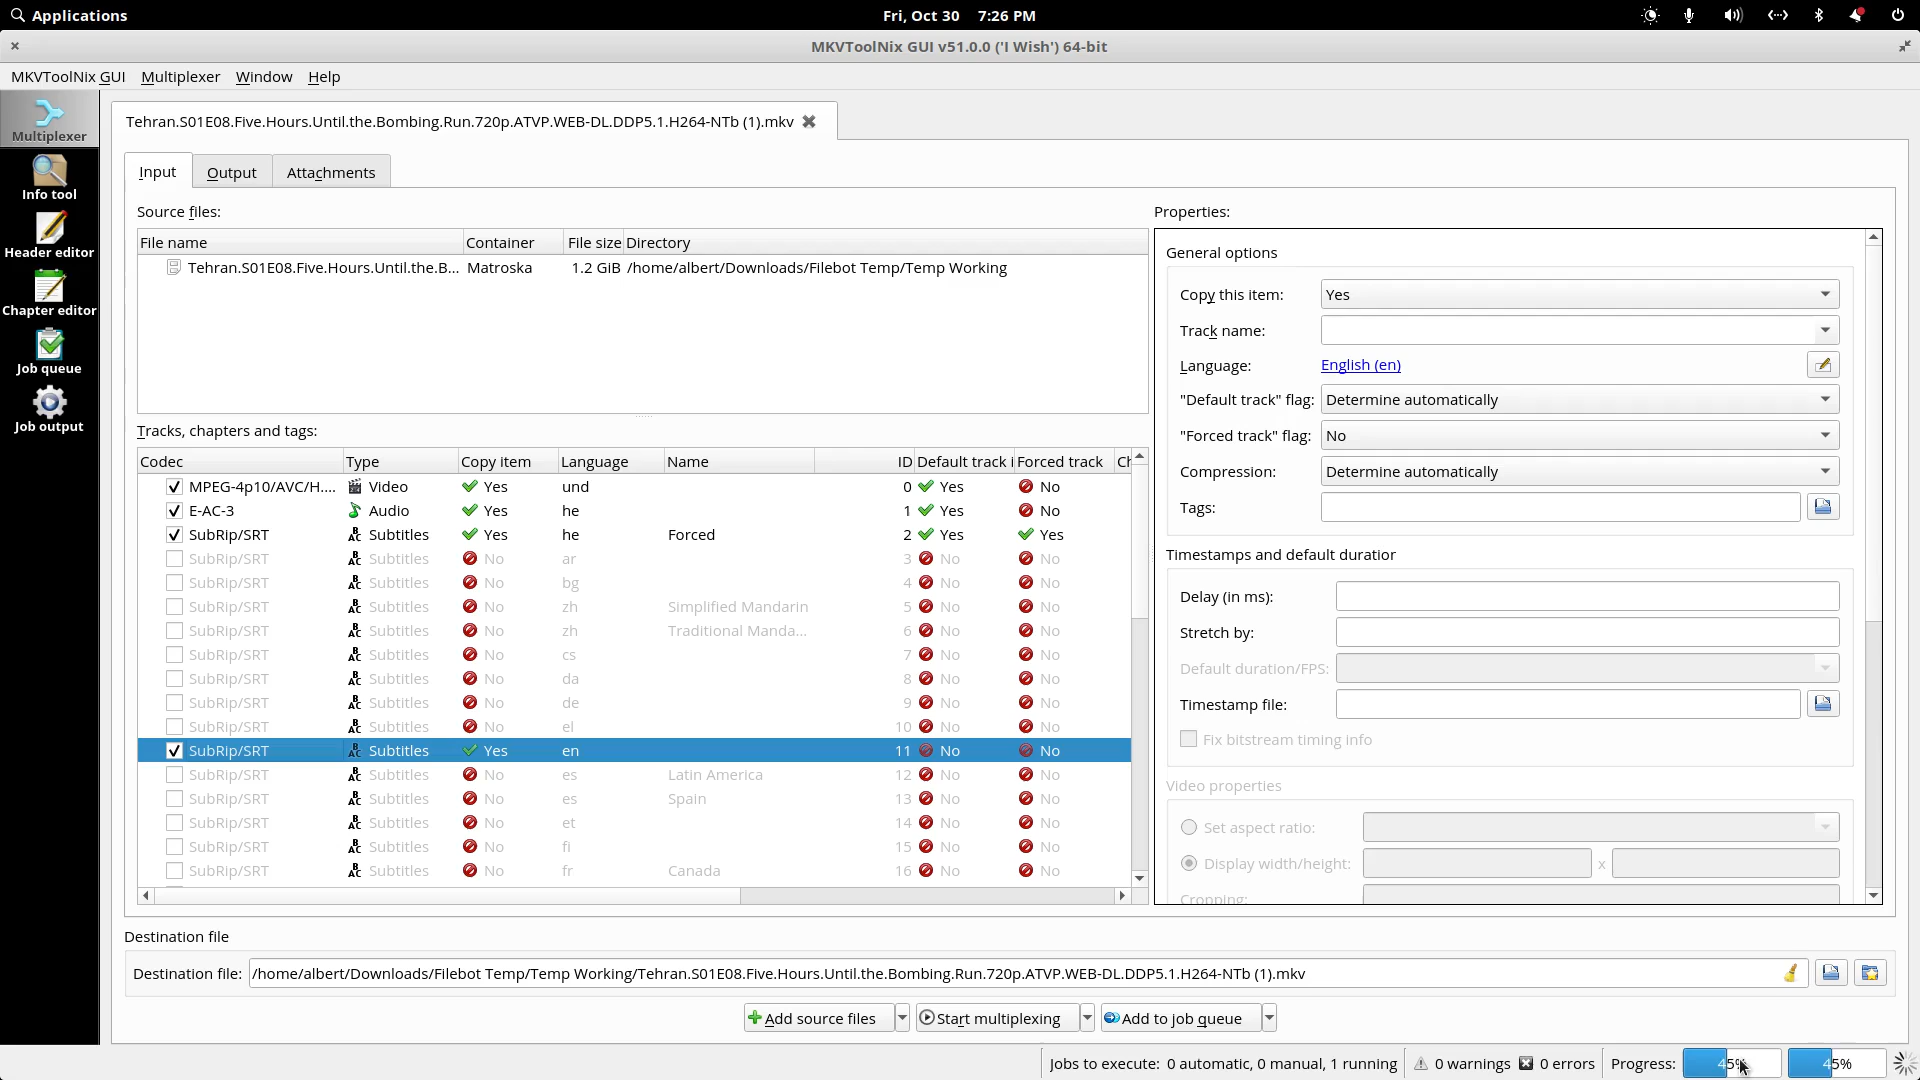 Applications
Fri, Oct 30 7:26 PM
MKVToolNix GUI v51.0.0 ('I Wish') 64-bit
MKVToolNix GUI Multiplexer Window Help
Multiplexer
Info tool
Header editor
Chapter editor
Job queue
Job output
Tehran.S01E08.Five.Hours.Until.the.Bombing.Run.720p.ATVP.WEB-DL.DDP5.1.H264-NTb (1).mkv
Input Output Attachments
Source files:
File name Container File size Directory
Tehran.S01E08.Five.Hours.Until.the.B... Matroska 1.2 GiB /home/albert/Downloads/Filebot Temp/Temp Working
Tracks, chapters and tags:
Codec Type Copy item Language Name ID Default track i Forced track Ch
MPEG-4p10/AVC/H.... Video Yes und 0 Yes No
E-AC-3 Audio Yes he 1 Yes No
SubRip/SRT Subtitles Yes he Forced 2 Yes Yes
SubRip/SRT Subtitles No ar 3 No No
SubRip/SRT Subtitles No bg 4 No No
SubRip/SRT Subtitles No zh Simplified Mandarin 5 No No
SubRip/SRT Subtitles No zh Traditional Manda... 6 No No
SubRip/SRT Subtitles No cs 7 No No
SubRip/SRT Subtitles No da 8 No No
SubRip/SRT Subtitles No de 9 No No
SubRip/SRT Subtitles No el 10 No No
SubRip/SRT Subtitles Yes en 11 No No
SubRip/SRT Subtitles No es Latin America 12 No No
SubRip/SRT Subtitles No es Spain 13 No No
SubRip/SRT Subtitles No et 14 No No
SubRip/SRT Subtitles No fi 15 No No
SubRip/SRT Subtitles No fr Canada 16 No No
Properties:
General options
Copy this item: Yes
Track name:
Language: English (en)
"Default track" flag: Determine automatically
"Forced track" flag: No
Compression: Determine automatically
Tags:
Timestamps and default duration
Delay (in ms):
Stretch by:
Default duration/FPS:
Timestamp file:
Fix bitstream timing info
Video properties
Set aspect ratio:
Display width/height: x
Cropping:
Destination file
Destination file: /home/albert/Downloads/Filebot Temp/Temp Working/Tehran.S01E08.Five.Hours.Until.the.Bombing.Run.720p.ATVP.WEB-DL.DDP5.1.H264-NTb (1).mkv
Add source files Start multiplexing Add to job queue
Jobs to execute: 0 automatic, 0 manual, 1 running 0 warnings 0 errors Progress: 45% 45%